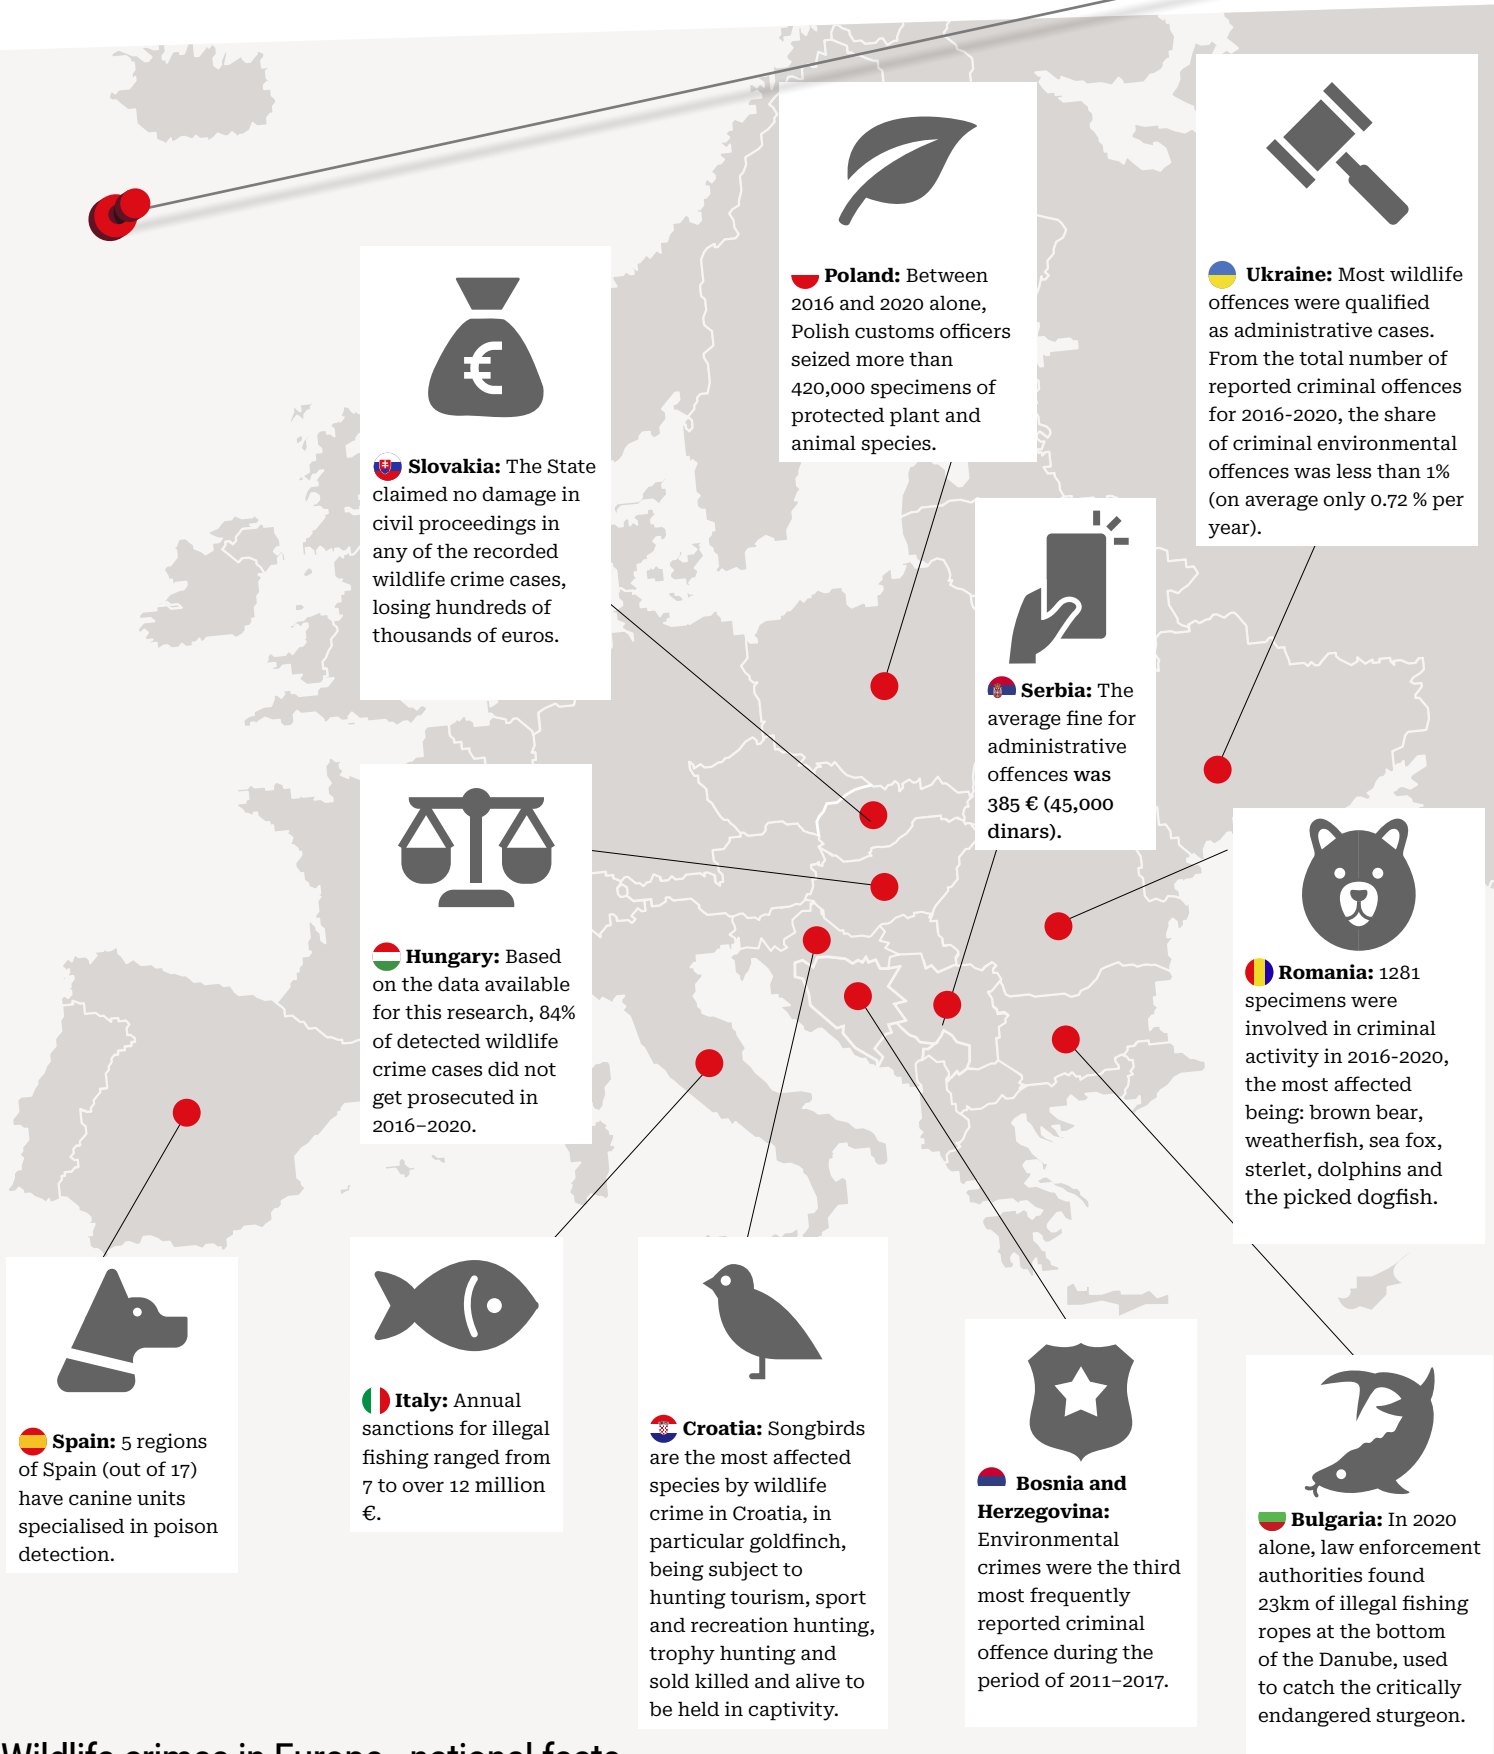 Poland: Between
2016 and 2020 alone,
Polish customs officers
seized more than
420,000 specimens of
protected plant and
animal species.
Ukraine: Most wildlife
offences were qualified
as administrative cases.
From the total number of
reported criminal offences
for 2016-2020, the share
of criminal environmental
offences was less than 1%
(on average only 0.72 % per
year).
€
Slovakia: The State
claimed no damage in
civil proceedings in
any of the recorded
wildlife crime cases,
losing hundreds of
thousands of euros.
Serbia: The
average fine for
administrative
offences was
385 € (45,000
dinars).
Hungary: Based
on the data available
for this research, 84%
of detected wildlife
crime cases did not
get prosecuted in
2016–2020.
Romania: 1281
specimens were
involved in criminal
activity in 2016-2020,
the most affected
being: brown bear,
weatherfish, sea fox,
sterlet, dolphins and
the picked dogfish.
Spain: 5 regions
of Spain (out of 17)
have canine units
specialised in poison
detection.
Italy: Annual
sanctions for illegal
fishing ranged from
7 to over 12 million
€.
Croatia: Songbirds
are the most affected
species by wildlife
crime in Croatia, in
particular goldfinch,
being subject to
hunting tourism, sport
and recreation hunting,
trophy hunting and
sold killed and alive to
be held in captivity.
Bosnia and
Herzegovina:
Environmental
crimes were the third
most frequently
reported criminal
offence during the
period of 2011–2017.
Bulgaria: In 2020
alone, law enforcement
authorities found
23km of illegal fishing
ropes at the bottom
of the Danube, used
to catch the critically
endangered sturgeon.
Wildlife crimes in Europe - national facts